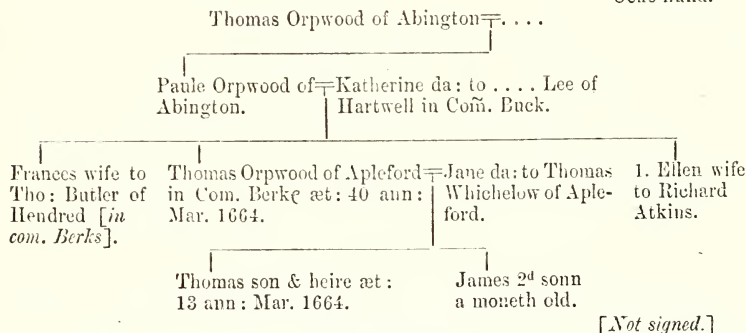 Thomas Orpwood of Abington=. . . .
Paule Orpwood of=Katherine da: to . . . . Lee of
Abington. Hartwell in Com̃. Buck.
Frances wife to
Tho: Butler of
Hendred [in
com. Berks].
Thomas Orpwood of Apleford=Jane da: to Thomas
in Com. Berkꝭ æt: 40 ann: Whichelow of Aple-
Mar. 1664. ford.
1. Ellen wife
to Richard
Atkins.
Thomas son & heire æt:
13 ann: Mar. 1664.
James 2d sonn
a moneth old.
[Not signed.]